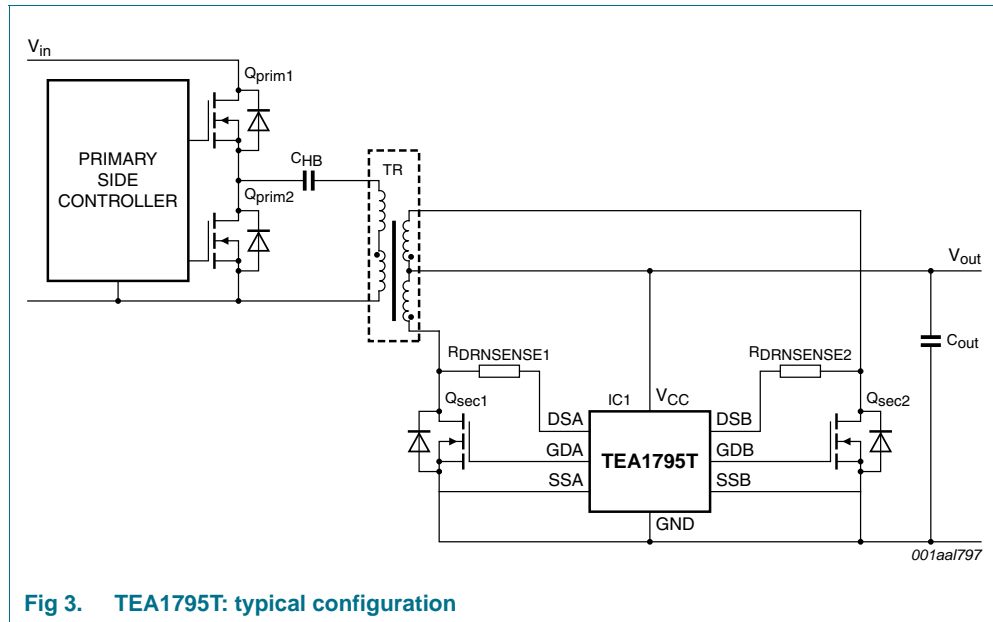 Vin
Qprim1
PRIMARY
SIDE
CONTROLLER
CHB
TR
Qprim2
Vout
RDRNSENSE1
RDRNSENSE2
Cout
Qsec1
IC1
VCC
Qsec2
DSA
DSB
GDA
TEA1795T
GDB
SSA
SSB
GND
001aal797
Fig 3. TEA1795T: typical configuration